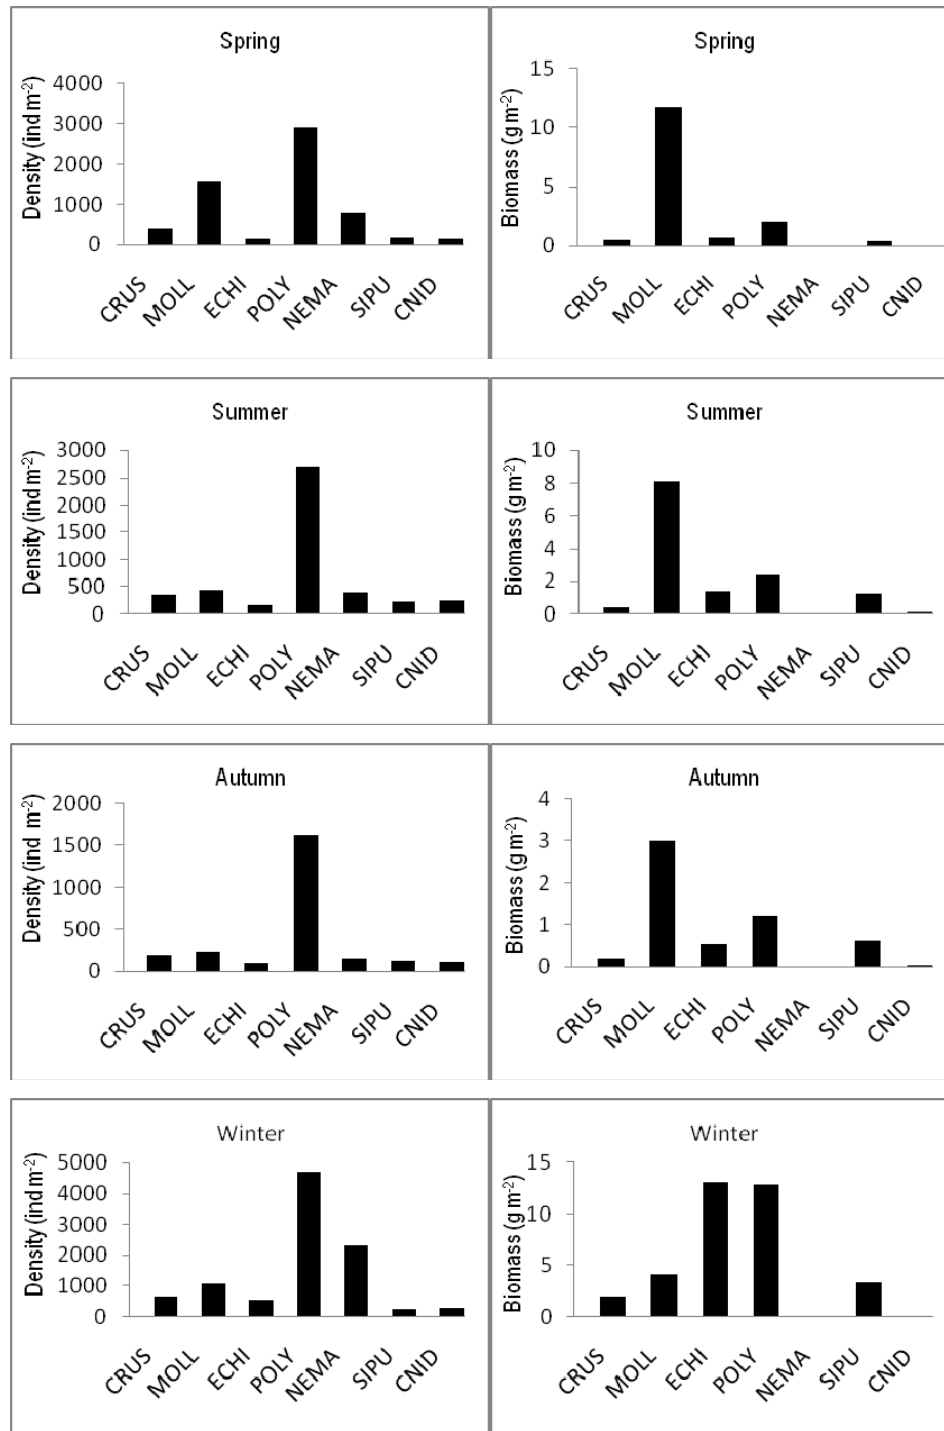 Spring
Density (indm-2)
4000
3000
2000
1000
0
CRUS MOLL ECHI POLY NEMA SIPU CNID
Spring
Biomass (gm-2)
15
10
5
0
CRUS MOLL ECHI POLY NEMA SIPU CNID
Summer
Density (indm-2)
3000
2500
2000
1500
1000
500
0
CRUS MOLL ECHI POLY NEMA SIPU CNID
Summer
Biomass (gm-2)
10
8
6
4
2
0
CRUS MOLL ECHI POLY NEMA SIPU CNID
Autumn
Density (ind m-2)
2000
1500
1000
500
0
CRUS MOLL ECHI POLY NEMA SIPU CNID
Autumn
Biomass (gm-2)
4
3
2
1
0
CRUS MOLL ECHI POLY NEMA SIPU CNID
Winter
Density (indm-2)
5000
4000
3000
2000
1000
0
CRUS MOLL ECHI POLY NEMA SIPU CNID
Winter
Biomass (g m-2)
15
10
5
0
CRUS MOLL ECHI POLY NEMA SIPU CNID